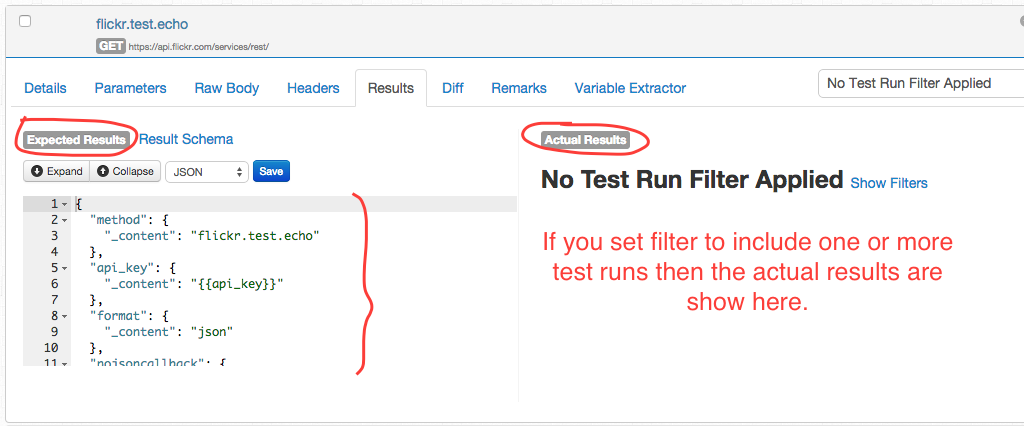 flickr.test.echo
GET https://api.flickr.com/services/rest/
Details Parameters Raw Body Headers Results Diff Remarks Variable Extractor No Test Run Filter Applied
Expected Results Result Schema
Expand Collapse JSON Save
1 {
2 "method": {
3 "_content": "flickr.test.echo"
4 },
5 "api_key": {
6 "_content": "{{api_key}}"
7 },
8 "format": {
9 "_content": "json"
10 },
11 "nojsoncallback": {
Actual Results
No Test Run Filter Applied Show Filters
If you set filter to include one or more
test runs then the actual results are
show here.